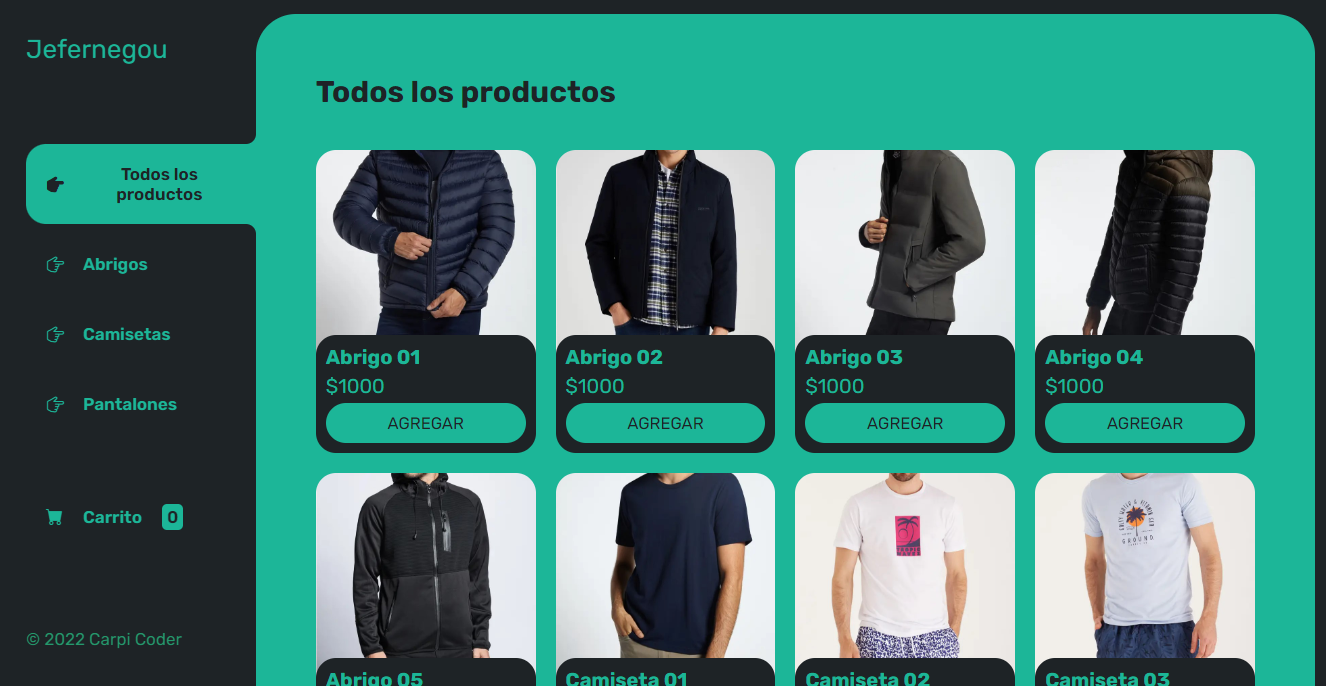 Jefernegou
Todos los
productos
Abrigos
Camisetas
Pantalones
Carrito 0
© 2022 Carpi Coder
Todos los productos
Abrigo 01
$1000
AGREGAR
Abrigo 02
$1000
AGREGAR
Abrigo 03
$1000
AGREGAR
Abrigo 04
$1000
AGREGAR
Abrigo 05
Camiseta 01
Camiseta 02
GROUND
Camiseta 03